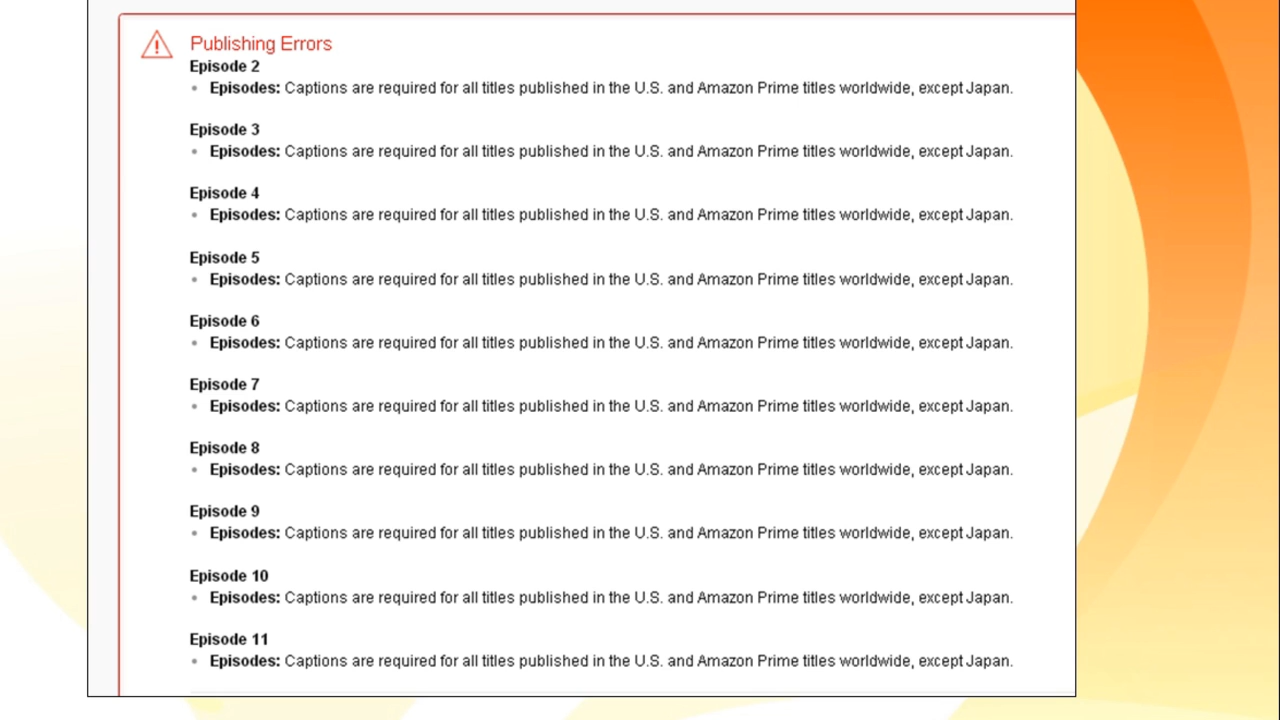 Publishing Errors
Episode 2
• Episodes: Captions are required for all titles published in the U.S. and Amazon Prime titles worldwide, except Japan.
Episode 3
• Episodes: Captions are required for all titles published in the U.S. and Amazon Prime titles worldwide, except Japan.
Episode 4
• Episodes: Captions are required for all titles published in the U.S. and Amazon Prime titles worldwide, except Japan.
Episode 5
• Episodes: Captions are required for all titles published in the U.S. and Amazon Prime titles worldwide, except Japan.
Episode 6
• Episodes: Captions are required for all titles published in the U.S. and Amazon Prime titles worldwide, except Japan.
Episode 7
• Episodes: Captions are required for all titles published in the U.S. and Amazon Prime titles worldwide, except Japan.
Episode 8
• Episodes: Captions are required for all titles published in the U.S. and Amazon Prime titles worldwide, except Japan.
Episode 9
• Episodes: Captions are required for all titles published in the U.S. and Amazon Prime titles worldwide, except Japan.
Episode 10
• Episodes: Captions are required for all titles published in the U.S. and Amazon Prime titles worldwide, except Japan.
Episode 11
• Episodes: Captions are required for all titles published in the U.S. and Amazon Prime titles worldwide, except Japan.